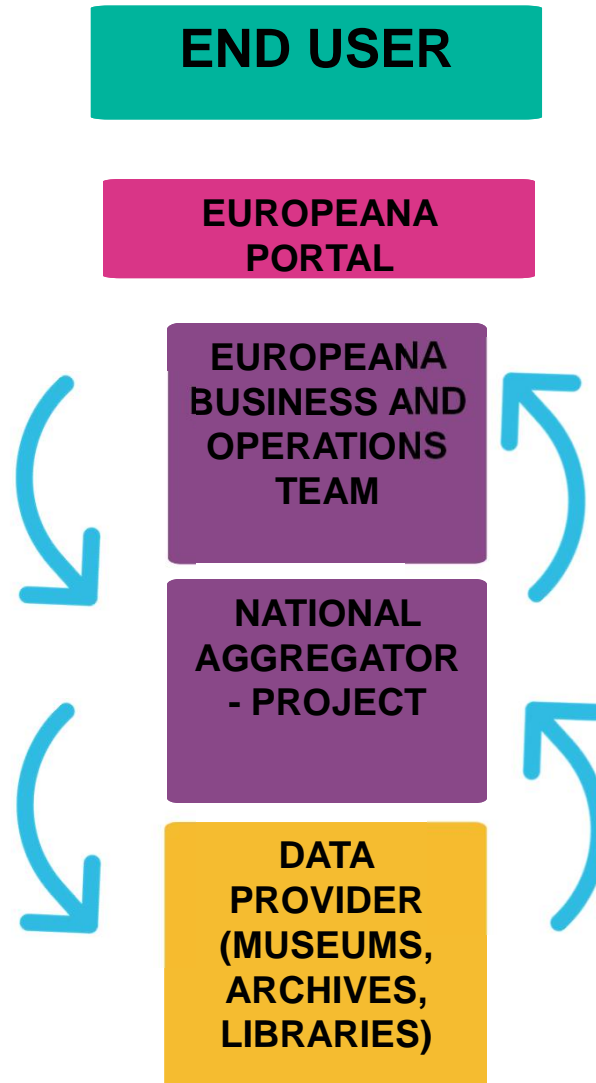 END USER
EUROPEANA
PORTAL
EUROPEANA
BUSINESS AND
OPERATIONS
TEAM
NATIONAL
AGGREGATOR
- PROJECT
DATA
PROVIDER
(MUSEUMS,
ARCHIVES,
LIBRARIES)